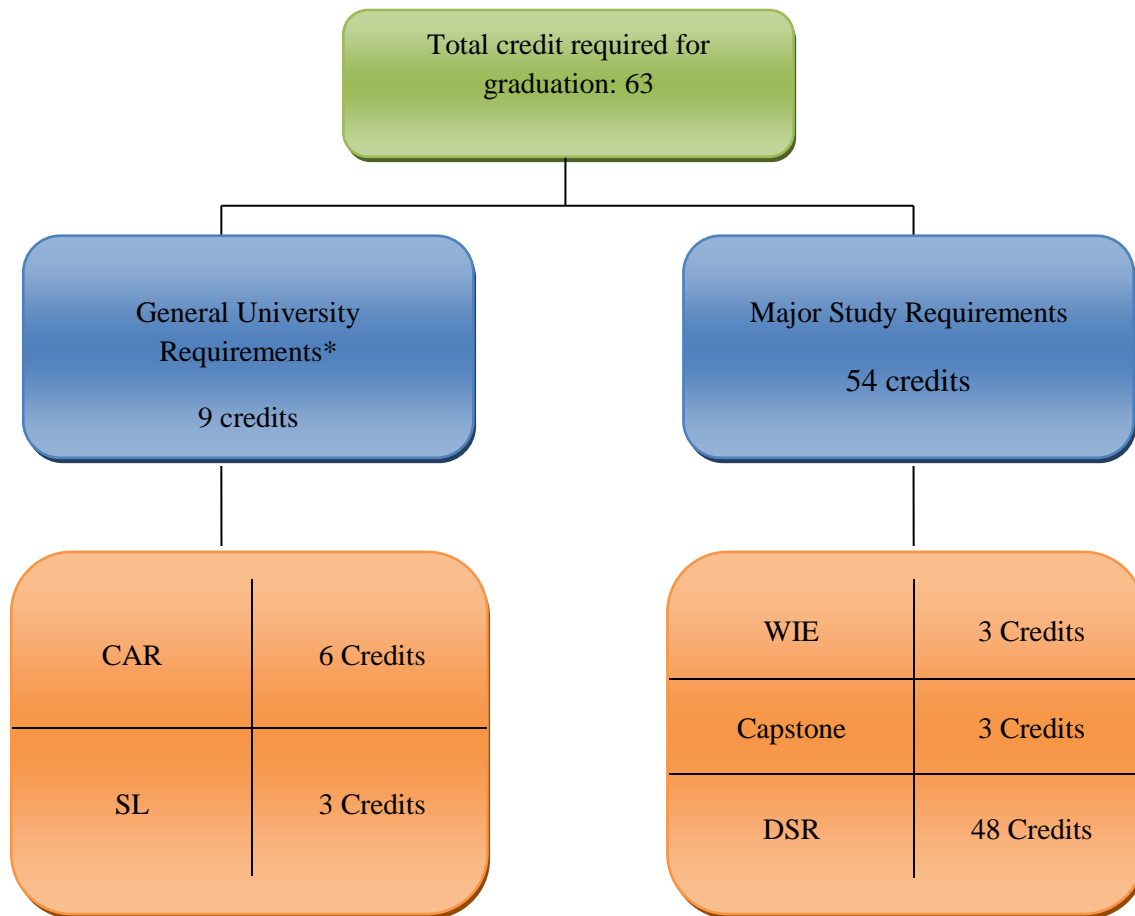 Total credit required for
graduation: 63
General University
Requirements*
9 credits
Major Study Requirements
54 credits
CAR
6 Credits
SL
3 Credits
WIE
3 Credits
Capstone
3 Credits
DSR
48 Credits